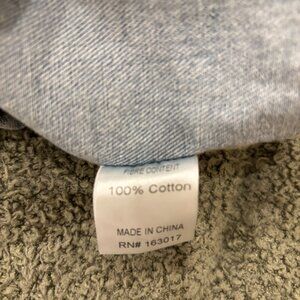 FIBRE CONTENT
100% Cotton
MADE IN CHINA
RN# 163017